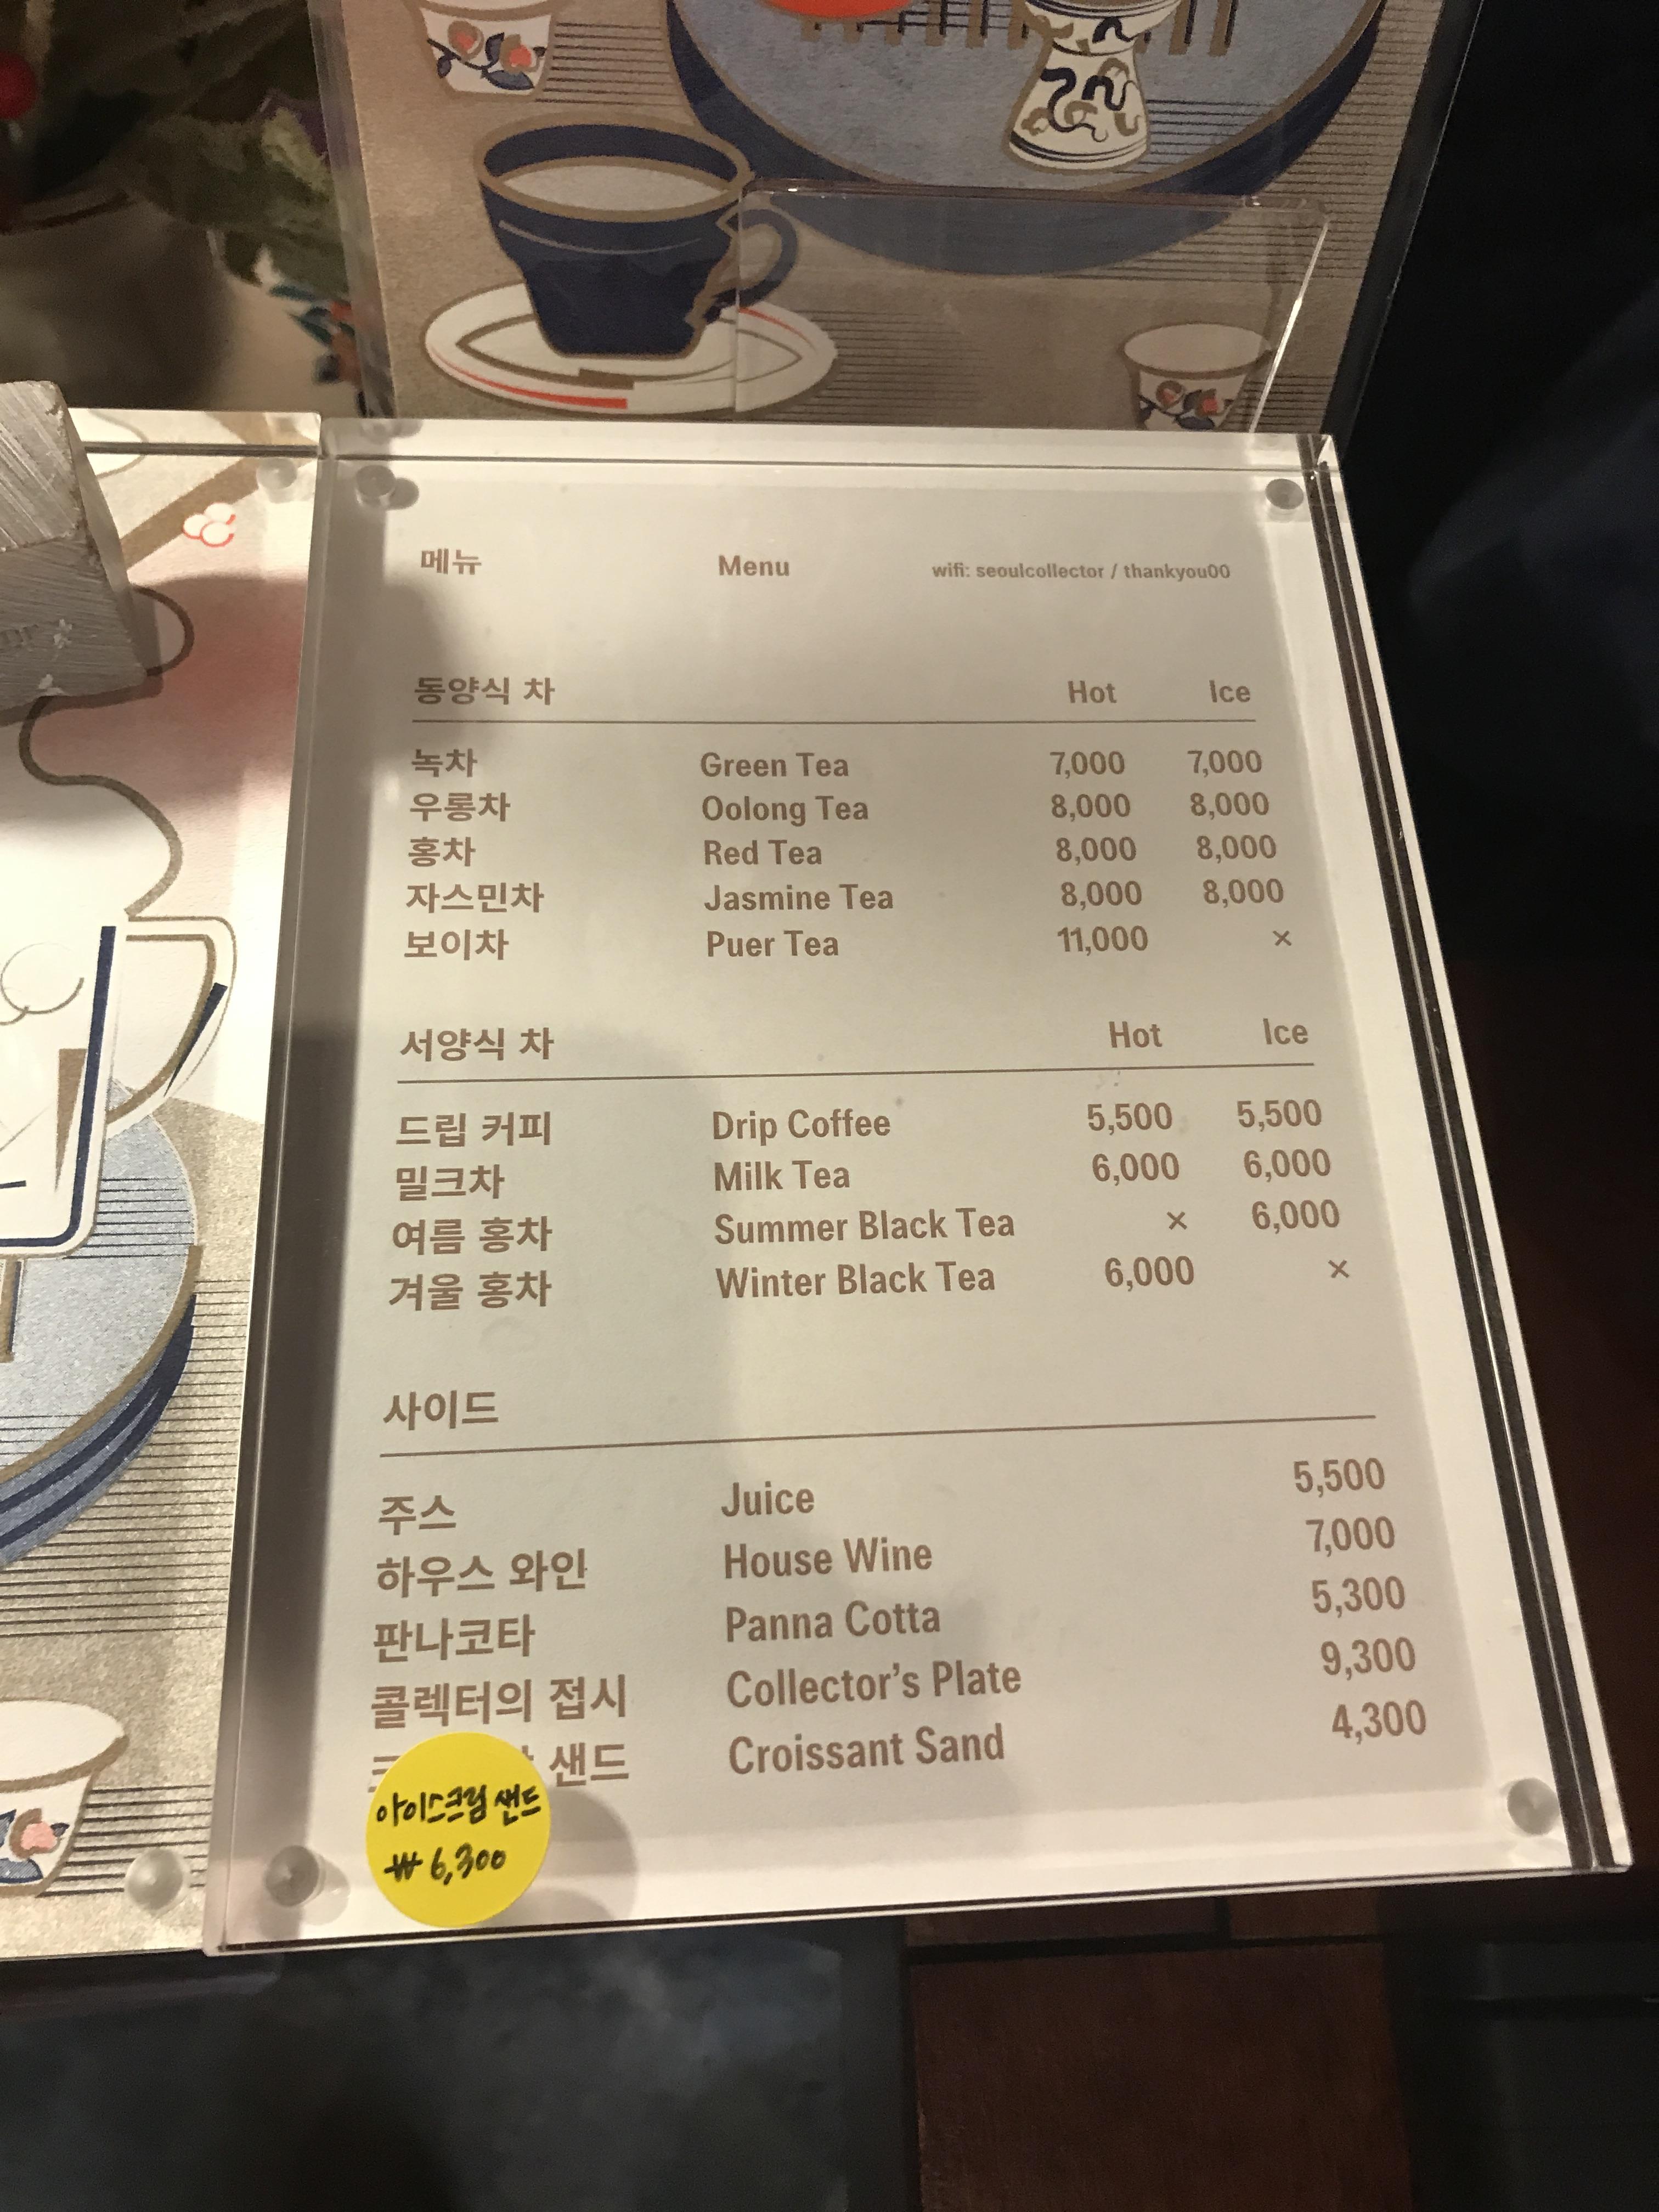 메뉴 Menu wifi: seoulcollector / thankyou00
동양식 차 Hot Ice
녹차 Green Tea 7,000 7,000
우롱차 Oolong Tea 8,000 8,000
홍차 Red Tea 8,000 8,000
자스민차 Jasmine Tea 8,000 8,000
보이차 Puer Tea 11,000 ×
서양식 차 Hot Ice
드립 커피 Drip Coffee 5,500 5,500
밀크차 Milk Tea 6,000 6,000
여름 홍차 Summer Black Tea × 6,000
겨울 홍차 Winter Black Tea 6,000 ×
사이드
주스 Juice 5,500
하우스 와인 House Wine 7,000
판나코타 Panna Cotta 5,300
콜렉터의 접시 Collector's Plate 9,300
샌드 Croissant Sand 4,300
아이스크림 샌드
₩ 6,300